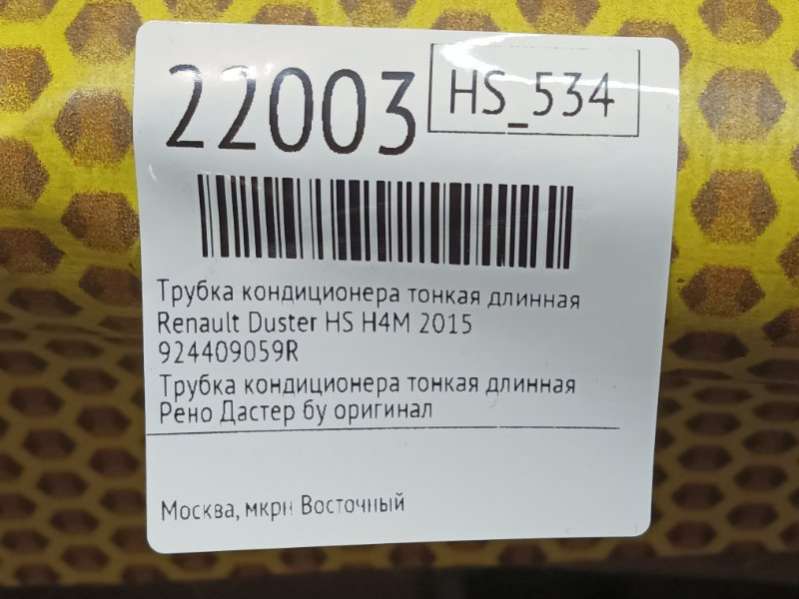 22003
HS_534
Трубка кондиционера тонкая длинная
Renault Duster HS H4M 2015
924409059R
Трубка кондиционера тонкая длинная
Рено Дастер бу оригинал
Москва, мкрн Восточный